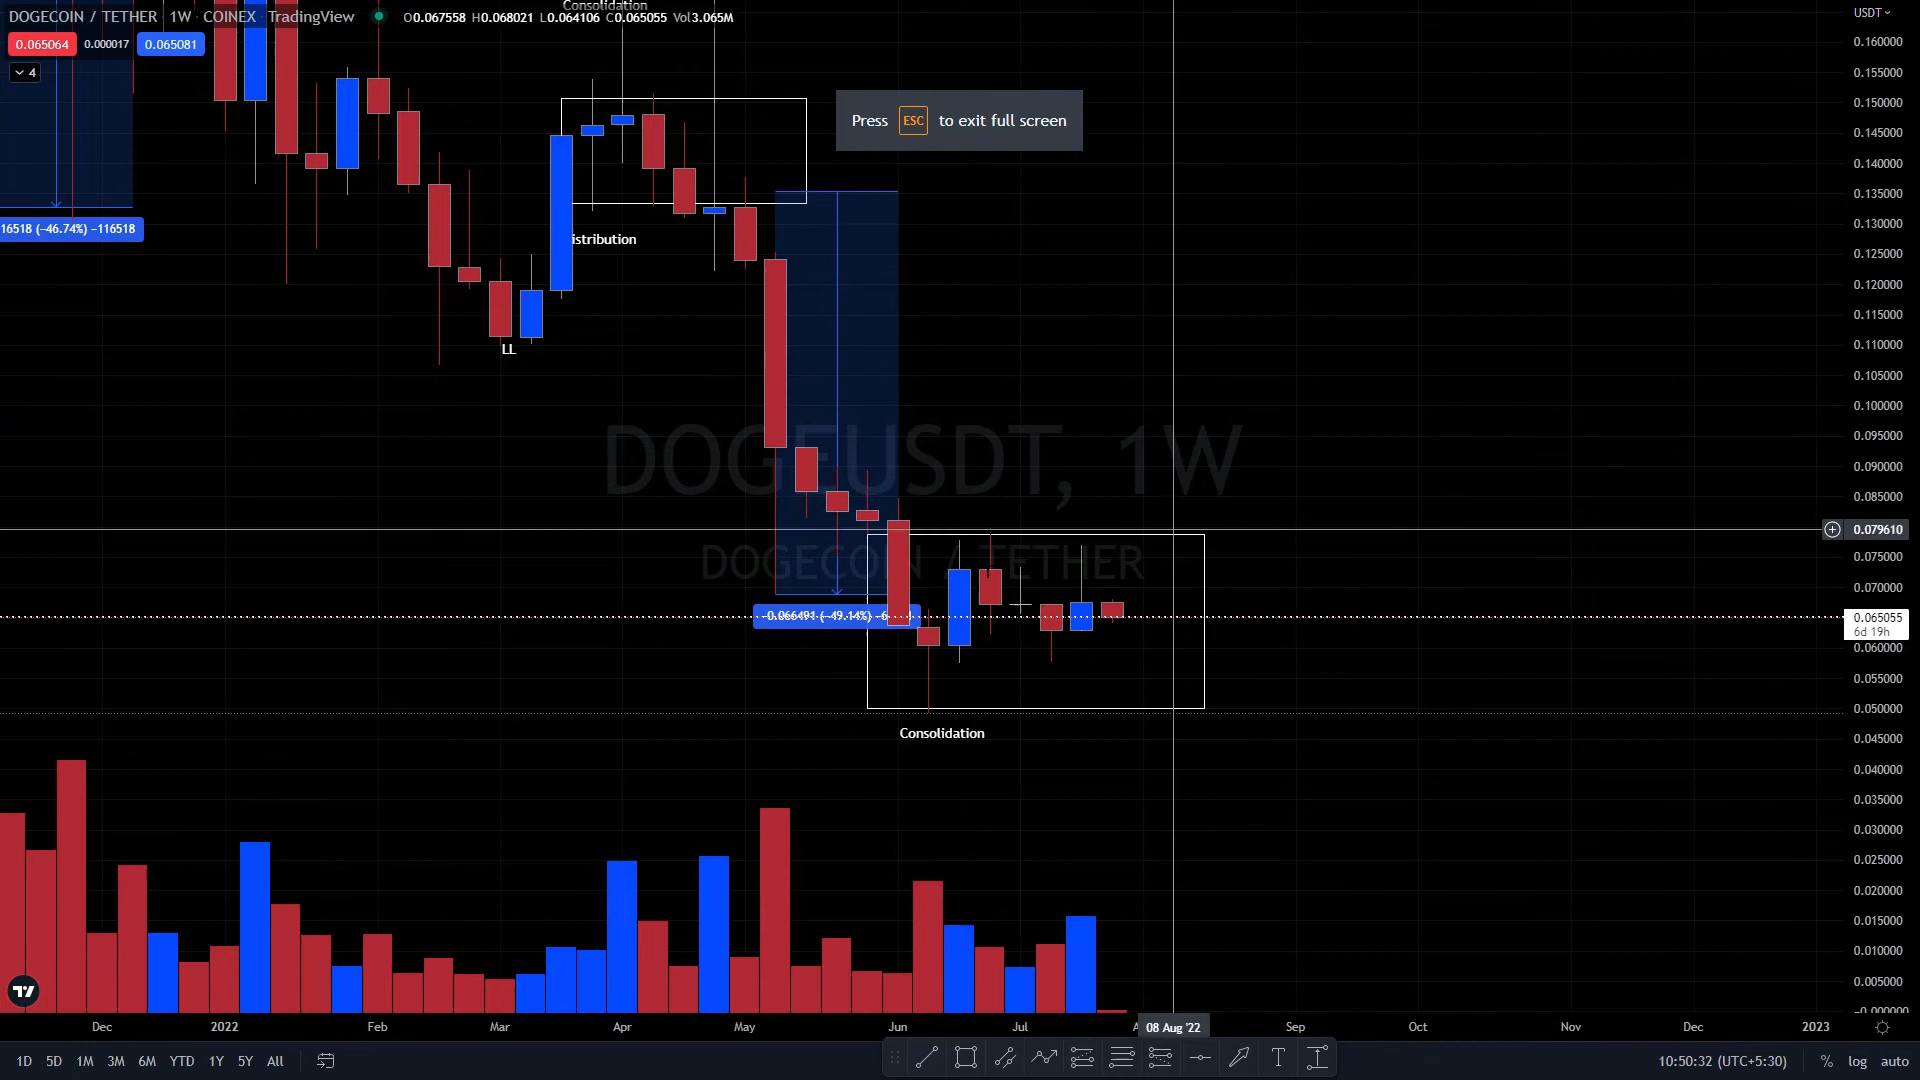 Consolidation
DOGECOIN / TETHER · 1W · COINEX · TradingView O0.067558 H0.068021 L0.064106 C0.065055 Vol3.065M
USDT
0.065064 0.000017 0.065081
4
0.160000
0.155000
0.150000
0.145000
0.140000
0.135000
0.130000
0.125000
0.120000
0.115000
0.110000
0.105000
0.100000
0.095000
0.090000
0.085000
0.079610
0.075000
0.070000
0.065055
6d 19h
0.060000
0.055000
0.050000
0.045000
0.040000
0.035000
0.030000
0.025000
0.020000
0.015000
0.010000
0.005000
-0.000000
Press ESC to exit full screen
16518 (−46.74%) −116518
istribution
LL
DOGEUSDT, 1W
DOGECOIN / TETHER
−0.066491 (−49.14%)
Consolidation
Dec 2022 Feb Mar Apr May Jun Jul 08 Aug '22 Sep Oct Nov Dec 2023
1D 5D 1M 3M 6M YTD 1Y 5Y All
T
10:50:32 (UTC+5:30) % log auto